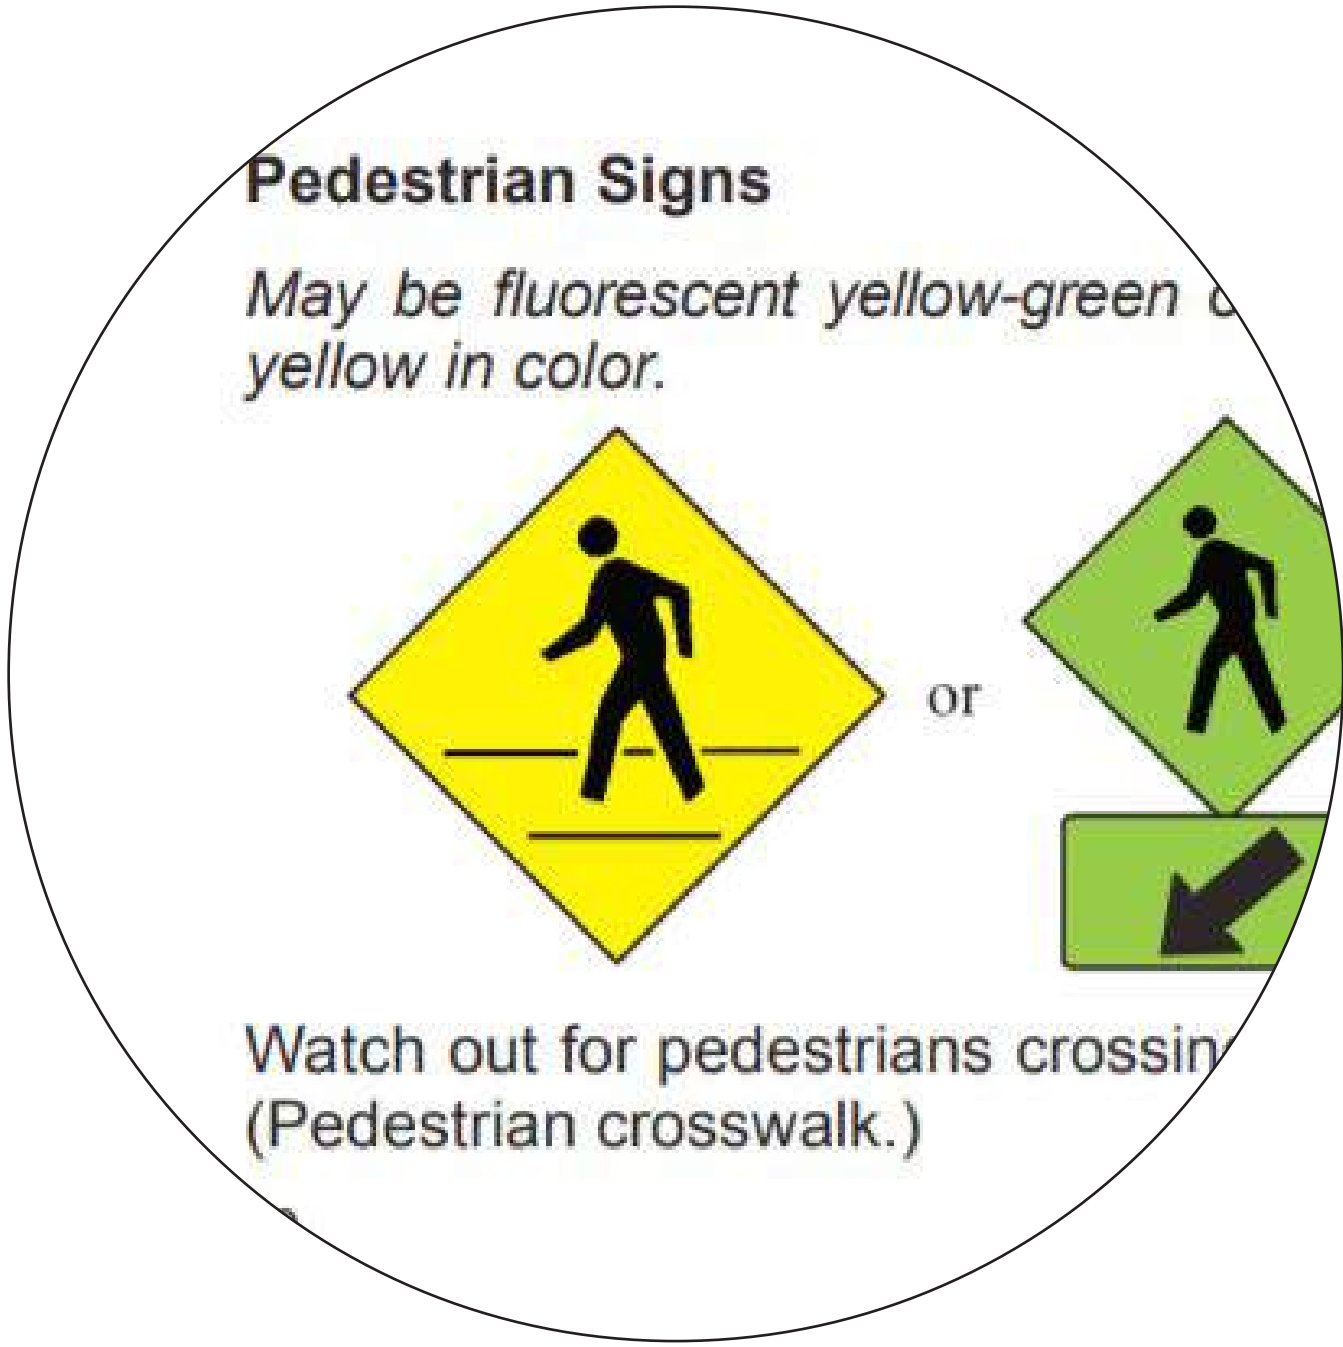 Pedestrian Signs
May be fluorescent yellow-green
yellow in color.
or
Watch out for pedestrians
(Pedestrian crosswalk.)